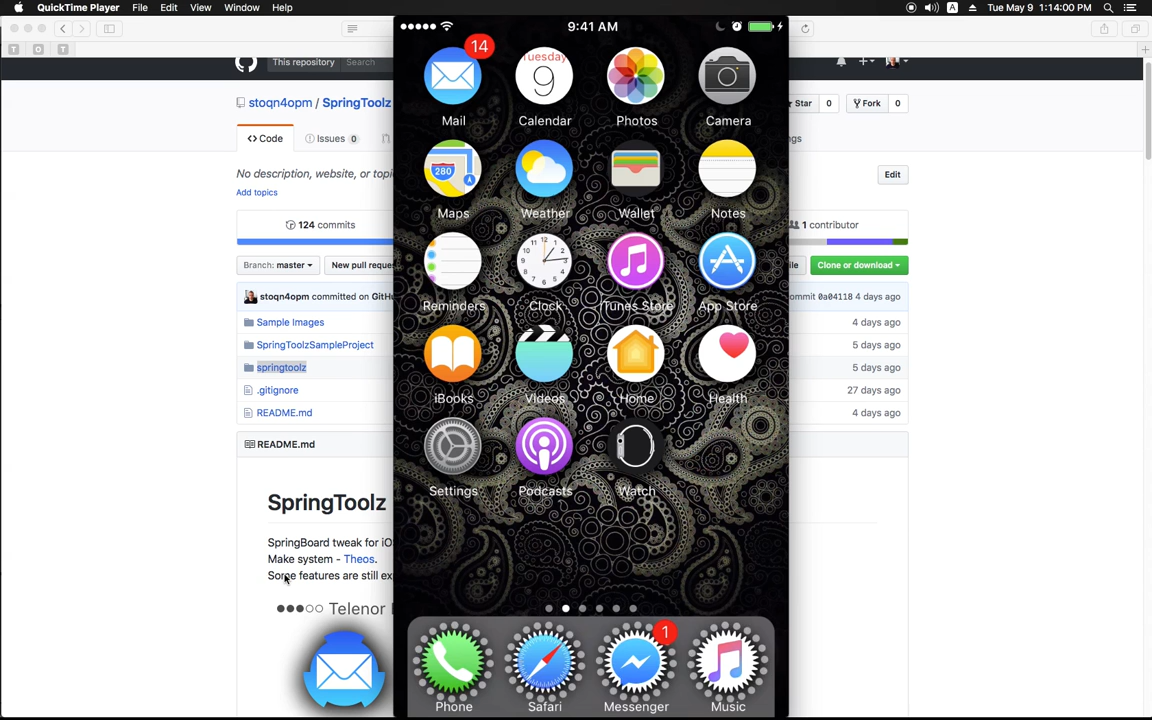 QuickTime Player File Edit View Window Help
A Tue May 9 1:14:00 PM
T O T
This repository Search
stoqn4opm / SpringToolz
Star 0 Fork 0
Code Issues 0
No description, website, or topi
Edit
Add topics
124 commits
1 contributor
Branch: master New pull reque
Clone or download
stoqn4opm committed on GitH
ommit 0a04118 4 days ago
Sample Images 4 days ago
SpringToolzSampleProject 5 days ago
springtoolz 5 days ago
.gitignore 27 days ago
README.md 4 days ago
README.md
SpringToolz
SpringBoard tweak for iO
Make system - Theos.
Some features are still ex
Telenor
9:41 AM
14
Tuesday
9
Mail Calendar Photos Camera
280
Maps Weather Wallet Notes
Reminders Clock iTunes Store App Store
iBooks Videos Home Health
Settings Podcasts Watch
1
Phone Safari Messenger Music